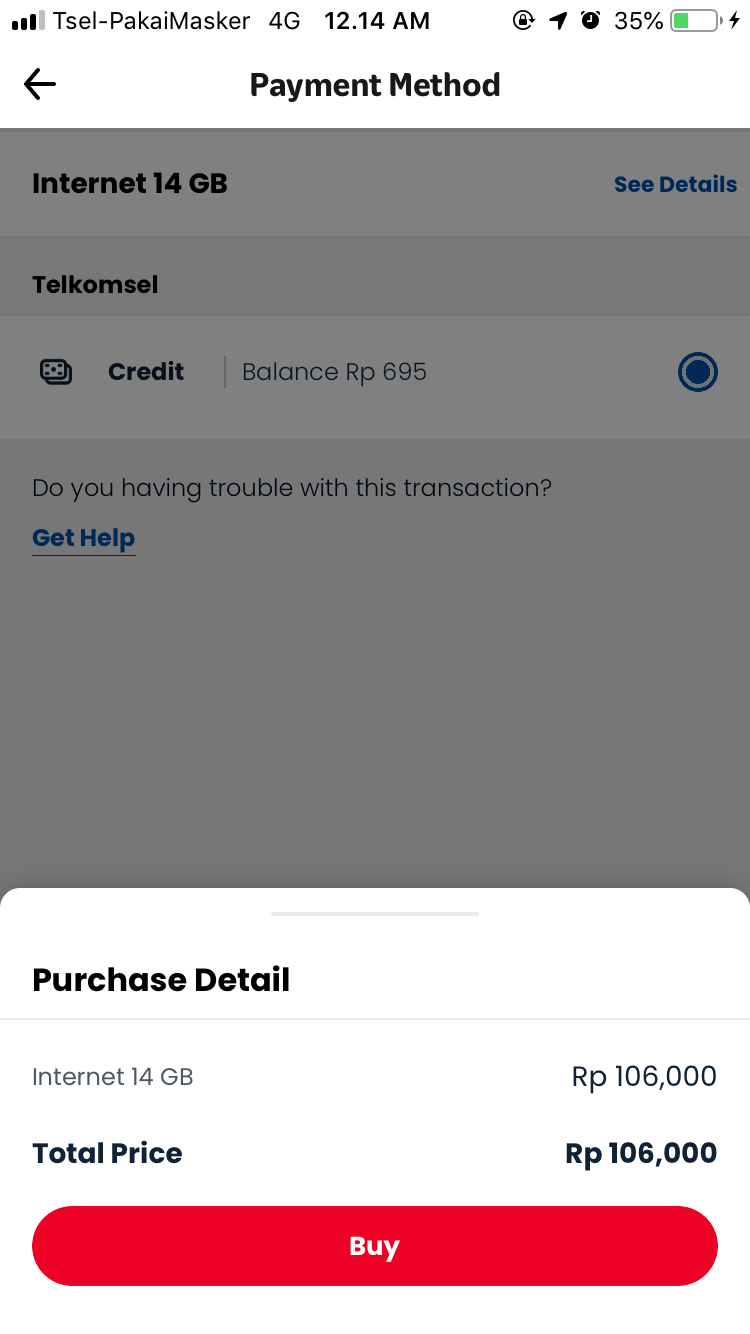 Tsel-PakaiMasker 4G 12.14 AM 35%
Payment Method
Internet 14 GB See Details
Telkomsel
Credit Balance Rp 695
Do you having trouble with this transaction?
Get Help
Purchase Detail
Internet 14 GB Rp 106,000
Total Price Rp 106,000
Buy